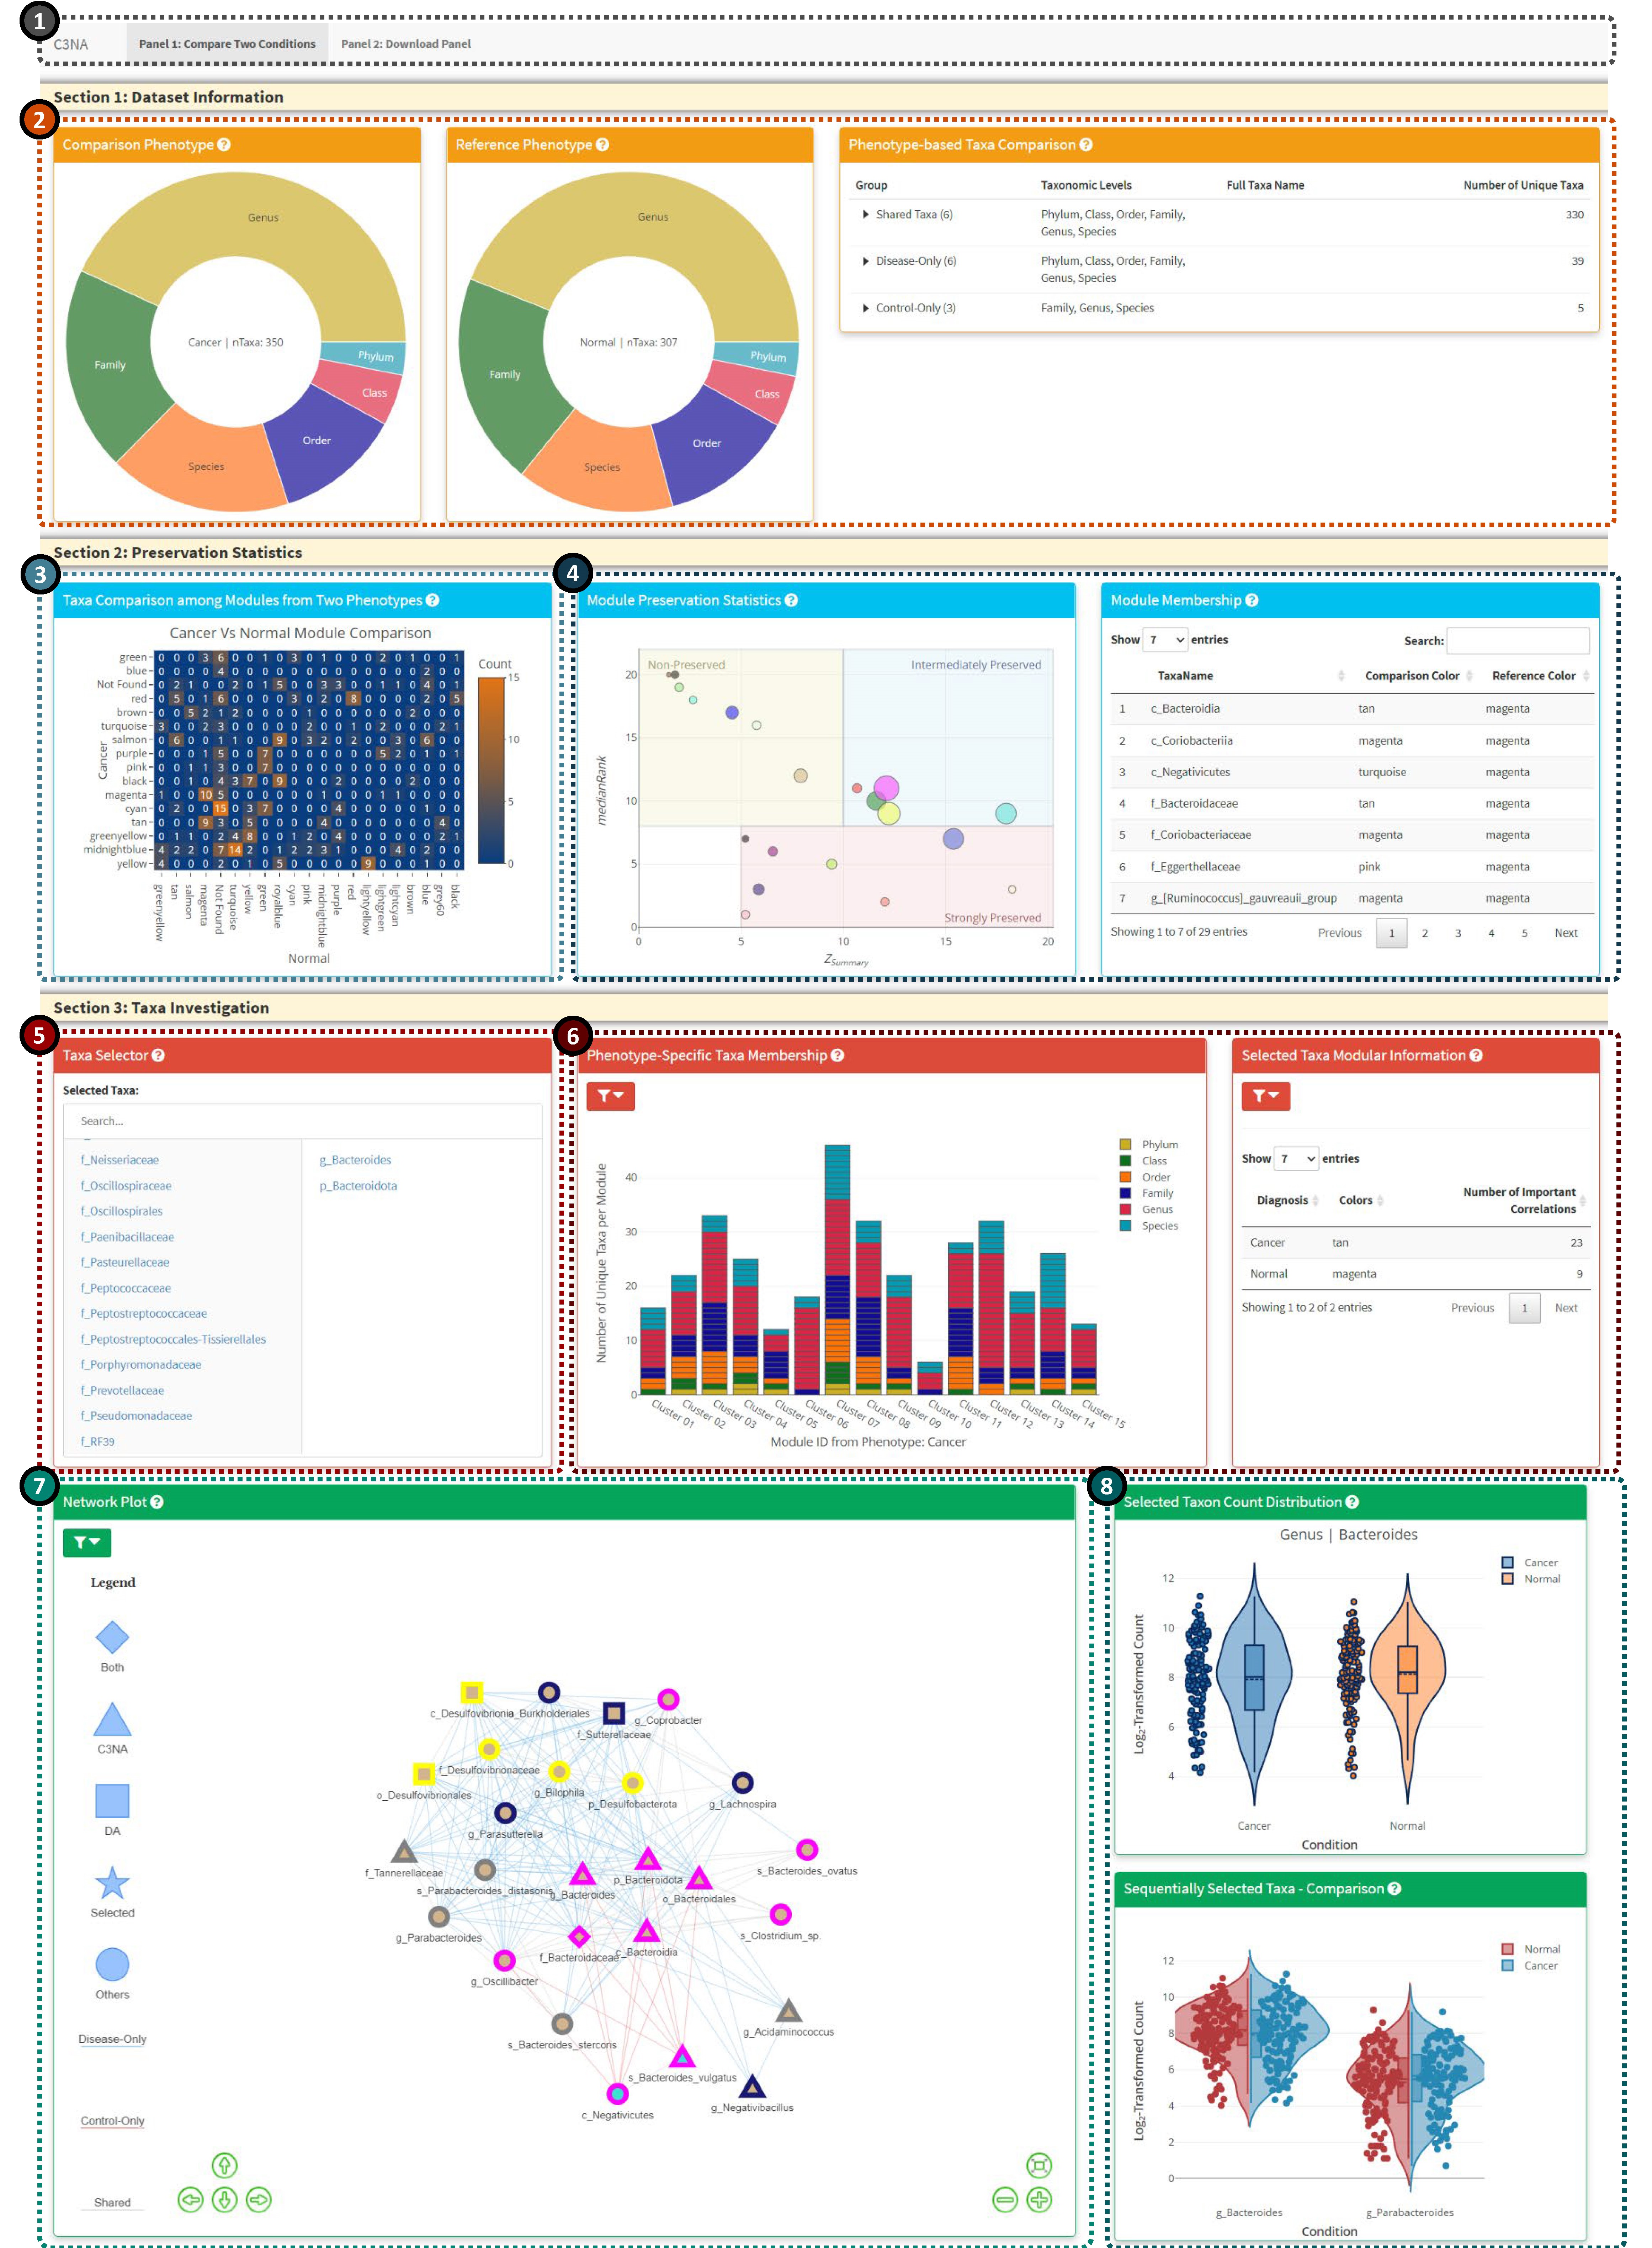 1
C3NA Panel 1: Compare Two Conditions Panel 2: Download Panel
Section 1: Dataset Information
2
Comparison Phenotype ?
Genus
Family
Species
Order
Class
Phylum
Cancer | nTaxa: 350
Reference Phenotype ?
Genus
Family
Species
Order
Class
Phylum
Normal | nTaxa: 307
Phenotype-based Taxa Comparison ?
Group Taxonomic Levels Full Taxa Name Number of Unique Taxa
Shared Taxa (6) Phylum, Class, Order, Family, 330
Genus, Species
Disease-Only (6) Phylum, Class, Order, Family, 39
Genus, Species
Control-Only (3) Family, Genus, Species 5
Section 2: Preservation Statistics
3
Taxa Comparison among Modules from Two Phenotypes ?
Cancer Vs Normal Module Comparison
Cancer
green
blue
Not Found
red
brown
turquoise
salmon
purple
pink
black
magenta
cyan
tan
greenyellow
midnightblue
yellow
greenyellow
tan
salmon
magenta
Not Found
turquoise
yellow
green
royalblue
cyan
pink
midnightblue
purple
red
lightyellow
lightgreen
lightcyan
brown
blue
grey60
black
Normal
Count
15
10
5
0
4
Module Preservation Statistics ?
Non-Preserved
Intermediately Preserved
Strongly Preserved
medianRank
20
15
10
5
0
0 5 10 15 20
ZSummary
Module Membership ?
Show 7 entries Search:
TaxaName Comparison Color Reference Color
1 c_Bacteroidia tan magenta
2 c_Coriobacteriia magenta magenta
3 c_Negativicutes turquoise magenta
4 f_Bacteroidaceae tan magenta
5 f_Coriobacteriaceae magenta magenta
6 f_Eggerthellaceae pink magenta
7 g_[Ruminococcus]_gauvreauii_group magenta magenta
Showing 1 to 7 of 29 entries Previous 1 2 3 4 5 Next
Section 3: Taxa Investigation
5
Taxa Selector ?
Selected Taxa:
Search...
f_Neisseriaceae
f_Oscillospiraceae
f_Oscillospirales
f_Paenibacillaceae
f_Pasteurellaceae
f_Peptococcaceae
f_Peptostreptococcaceae
f_Peptostreptococcales-Tissierellales
f_Porphyromonadaceae
f_Prevotellaceae
f_Pseudomonadaceae
f_RF39
g_Bacteroides
p_Bacteroidota
6
Phenotype-Specific Taxa Membership ?
Number of Unique Taxa per Module
40
30
20
10
0
Cluster 01
Cluster 02
Cluster 03
Cluster 04
Cluster 05
Cluster 06
Cluster 07
Cluster 08
Cluster 09
Cluster 10
Cluster 11
Cluster 12
Cluster 13
Cluster 14
Cluster 15
Module ID from Phenotype: Cancer
Phylum
Class
Order
Family
Genus
Species
Selected Taxa Modular Information ?
Show 7 entries
Diagnosis Colors Number of Important
Correlations
Cancer tan 23
Normal magenta 9
Showing 1 to 2 of 2 entries Previous 1 Next
7
Network Plot ?
Legend
Both
C3NA
DA
Selected
Others
Disease-Only
Control-Only
Shared
c_Desulfovibrionia
o_Burkholderiales
f_Sutterellaceae
g_Coprobacter
f_Desulfovibrionaceae
o_Desulfovibrionales
g_Bilophila
p_Desulfobacterota
g_Lachnospira
g_Parasutterella
f_Tannerellaceae
s_Parabacteroides_distasonis
g_Bacteroides
p_Bacteroidota
o_Bacteroidales
s_Bacteroides_ovatus
g_Parabacteroides
f_Bacteroidaceae
c_Bacteroidia
s_Clostridium_sp.
g_Oscillibacter
s_Bacteroides_stercoris
g_Acidaminococcus
s_Bacteroides_vulgatus
c_Negativicutes
g_Negativibacillus
8
Selected Taxon Count Distribution ?
Genus | Bacteroides
Log2-Transformed Count
12
10
8
6
4
Cancer Normal
Condition
Cancer
Normal
Sequentially Selected Taxa - Comparison ?
Log2-Transformed Count
12
10
8
6
4
2
0
g_Bacteroides g_Parabacteroides
Condition
Normal
Cancer